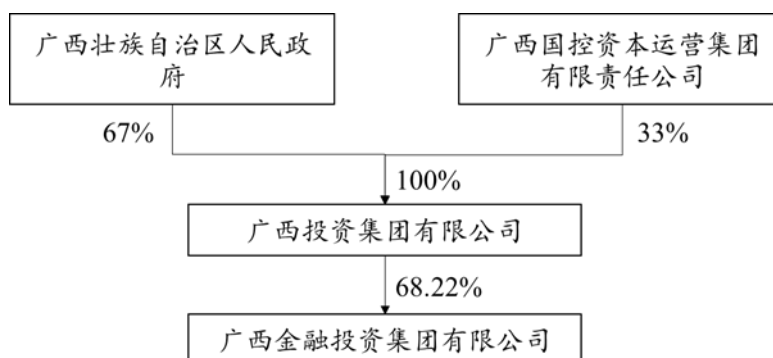 广西壮族自治区人民政
府
广西国控资本运营集团
有限责任公司
67%
33%
100%
广西投资集团有限公司
68.22%
广西金融投资集团有限公司